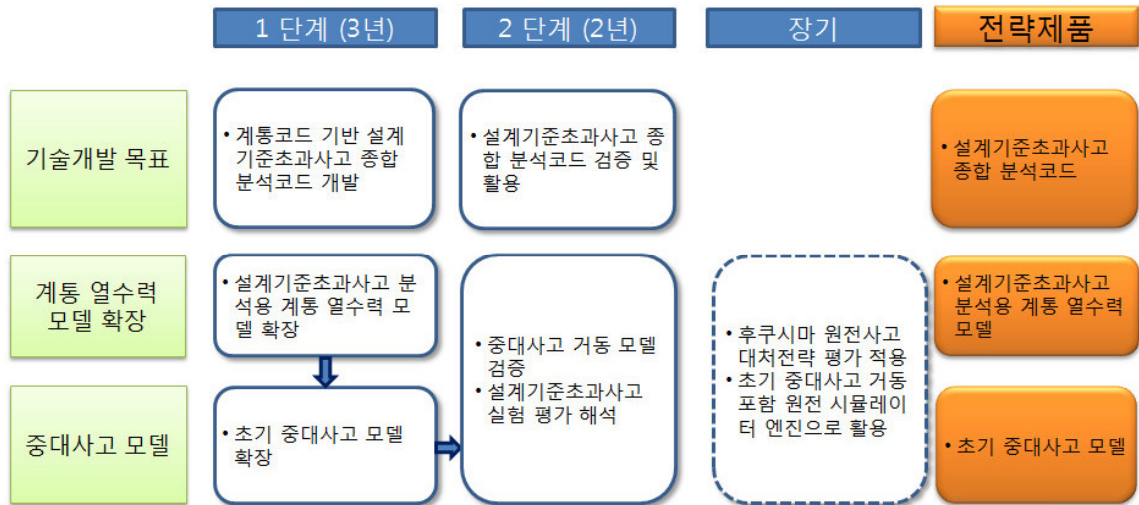 1 단계 (3년)
2 단계 (2년)
장기
전략제품
기술개발 목표
• 계통코드 기반 설계
기준초과사고 종합
분석코드 개발
• 설계기준초과사고 종
합 분석코드 검증 및
활용
• 설계기준초과사고
종합 분석코드
계통 열수력
모델 확장
• 설계기준초과사고 분
석용 계통 열수력 모
델 확장
• 중대사고 거동 모델
검증
• 설계기준초과사고
실험 평가 해석
• 후쿠시마 원전사고
대처전략 평가 적용
• 초기 중대사고 거동
포함 원전 시뮬레이
터 엔진으로 활용
• 설계기준초과사고
분석용 계통 열수력
모델
중대사고 모델
• 초기 중대사고 모델
확장
• 초기 중대사고 모델